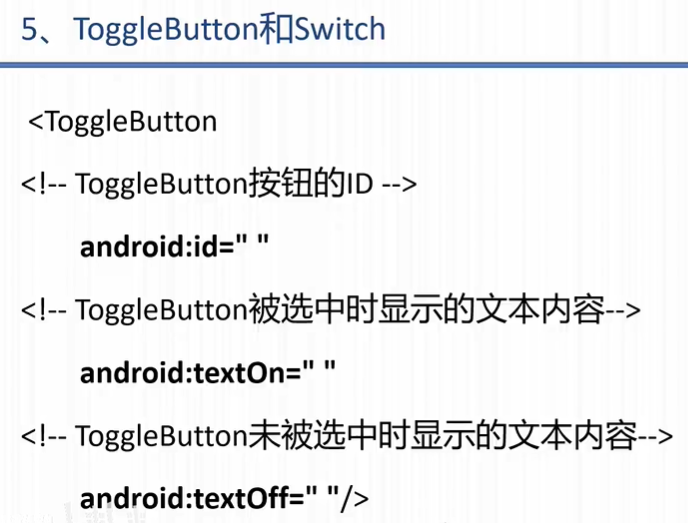 5、ToggleButton和Switch
<ToggleButton
<!-- ToggleButton按钮的ID -->
android:id=" "
<!-- ToggleButton被选中时显示的文本内容-->
android:textOn=" "
<!-- ToggleButton未被选中时显示的文本内容-->
android:textOff=" "/>